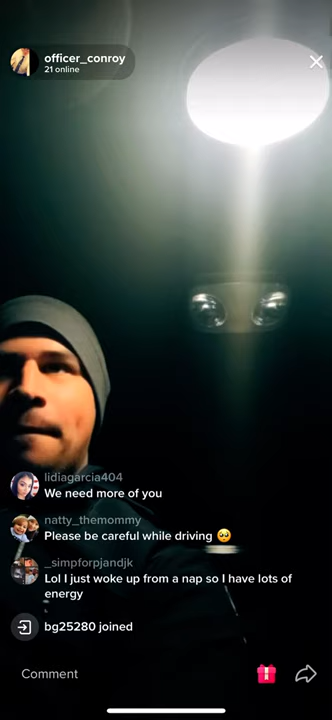 officer_conroy
21 online
lidiagarcia404
We need more of you
natty_themommy
Please be careful while driving 🥺
_simpforpjandjk
Lol I just woke up from a nap so I have lots of
energy
bg25280 joined
Comment